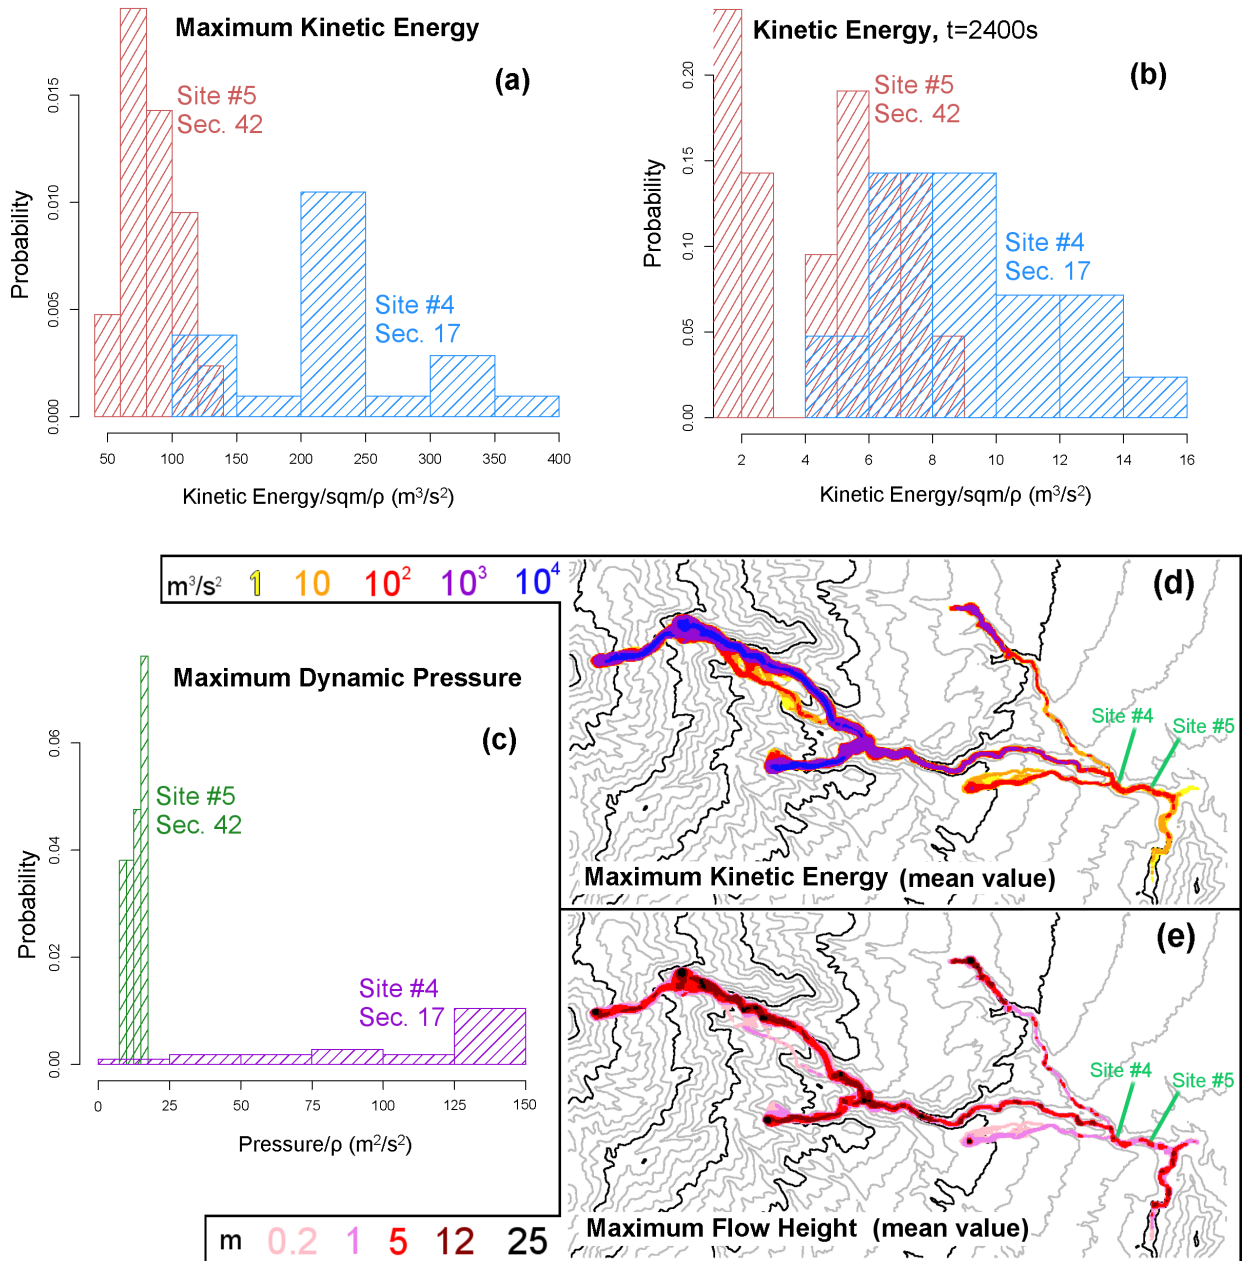 Maximum Kinetic Energy
(a)
Site #5
Sec. 42
Site #4
Sec. 17
Probability
0.000
0.005
0.010
0.015
50
100
150
200
250
300
350
400
Kinetic Energy/sqm/ρ (m³/s²)
Kinetic Energy, t=2400s
(b)
Site #5
Sec. 42
Site #4
Sec. 17
Probability
0.00
0.05
0.10
0.15
0.20
2
4
6
8
10
12
14
16
Kinetic Energy/sqm/ρ (m³/s²)
m³/s² 1 10 10² 10³ 10⁴
Maximum Dynamic Pressure
(c)
Site #5
Sec. 42
Site #4
Sec. 17
Probability
0.00
0.02
0.04
0.06
0
25
50
75
100
125
150
Pressure/ρ (m²/s²)
(d)
Site #4
Site #5
Maximum Kinetic Energy (mean value)
(e)
Site #4
Site #5
Maximum Flow Height (mean value)
m 0.2 1 5 12 25